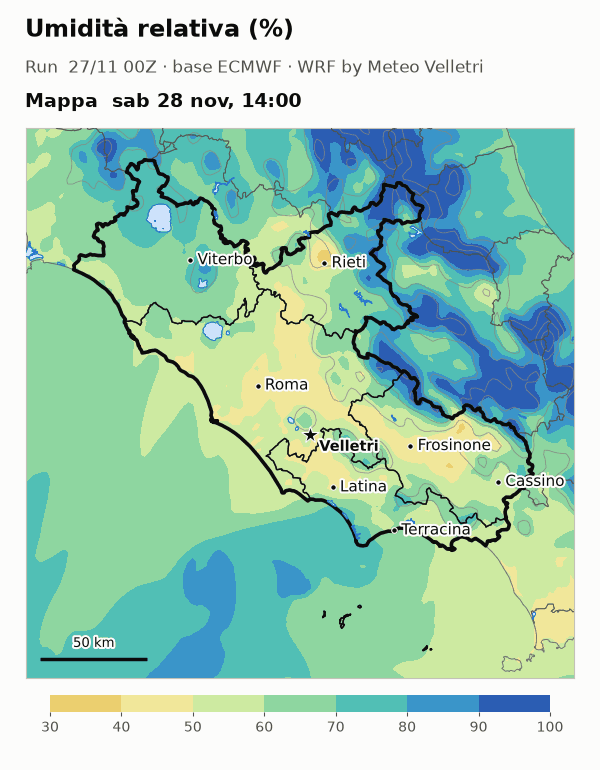 Umidità relativa (%)
Run  27/11 00Z · base ECMWF · WRF by Meteo Velletri
Mappa  sab 28 nov, 14:00
Viterbo
Rieti
Roma
Velletri
Frosinone
Cassino
Latina
Terracina
50 km
30 40 50 60 70 80 90 100